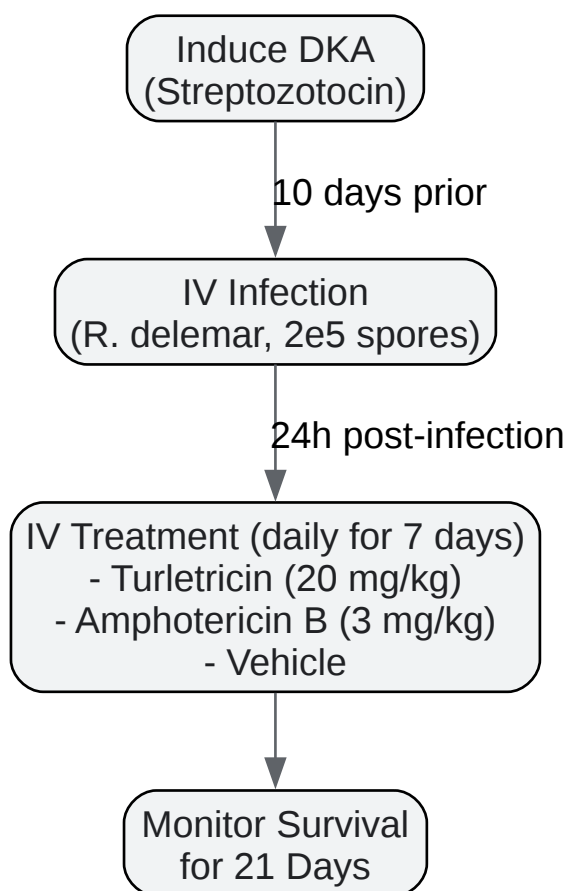 Induce DKA
(Streptozotocin)
10 days prior
IV Infection
(R. delemar, 2e5 spores)
24h post-infection
IV Treatment (daily for 7 days)
- Turletricin (20 mg/kg)
- Amphotericin B (3 mg/kg)
- Vehicle
Monitor Survival
for 21 Days